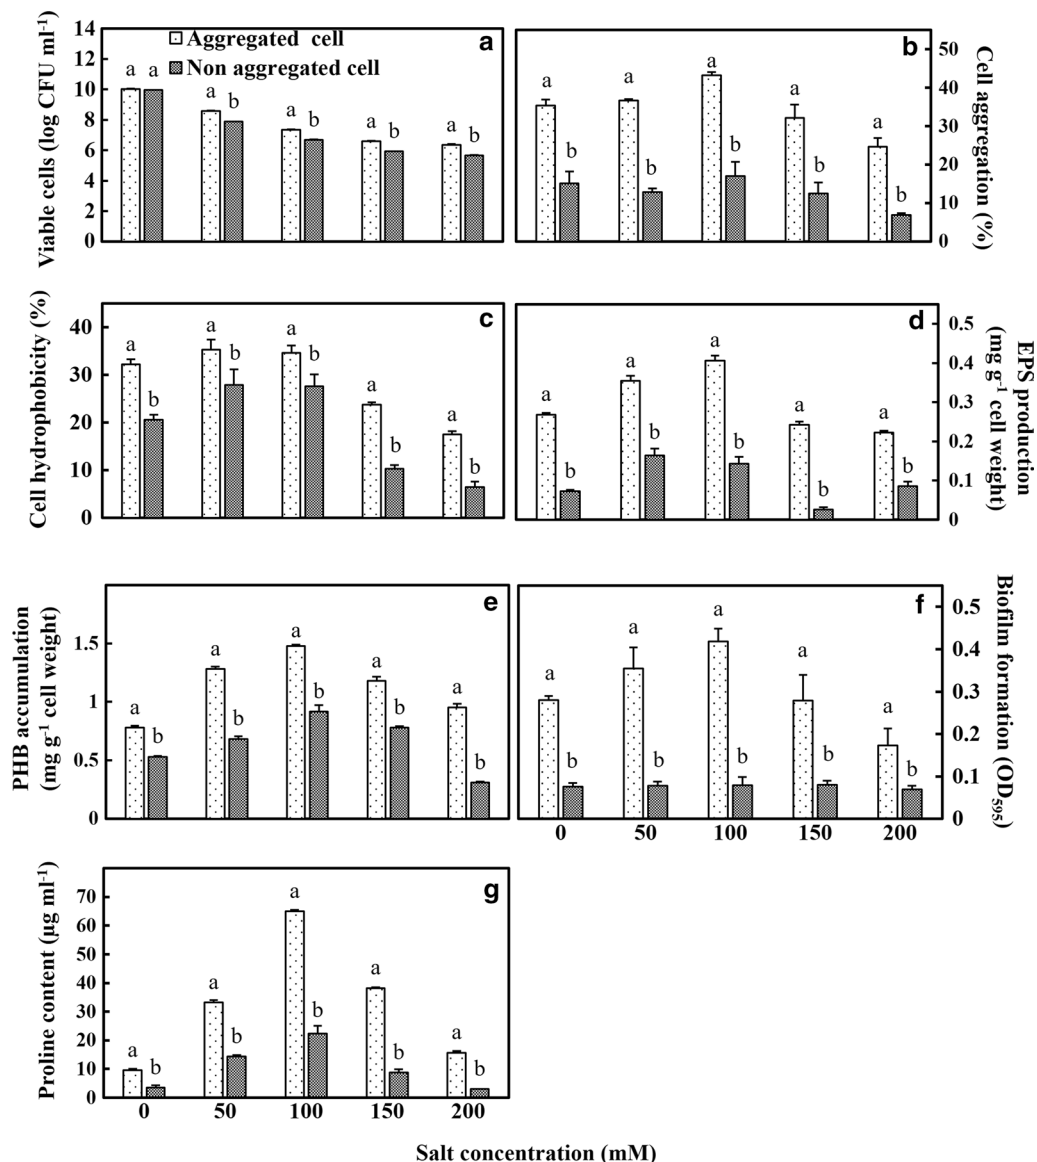 Viable cells (log CFU ml-1)
14
12
10
8
6
4
2
0
Aggregated cell
Non aggregated cell
a
a a
a b
a b
a b
a b
b
a b
a b
a b
a b
a b
50
40
30
20
10
0
Cell aggregation (%)
Cell hydrophobicity (%)
40
30
20
10
0
c
a b
a b
a b
a b
a b
d
a b
a b
a b
a b
a b
0.5
0.4
0.3
0.2
0.1
0
EPS production
(mg g-1 cell weight)
PHB accumulation
(mg g-1 cell weight)
1.5
1
0.5
0
e
a b
a b
a b
a b
a b
f
a b
a b
a b
a b
a b
0.5
0.4
0.3
0.2
0.1
0
Biofilm formation (OD595)
0 50 100 150 200
Proline content (µg ml-1)
70
60
50
40
30
20
10
0
g
a b
a b
a b
a b
a b
0 50 100 150 200
Salt concentration (mM)